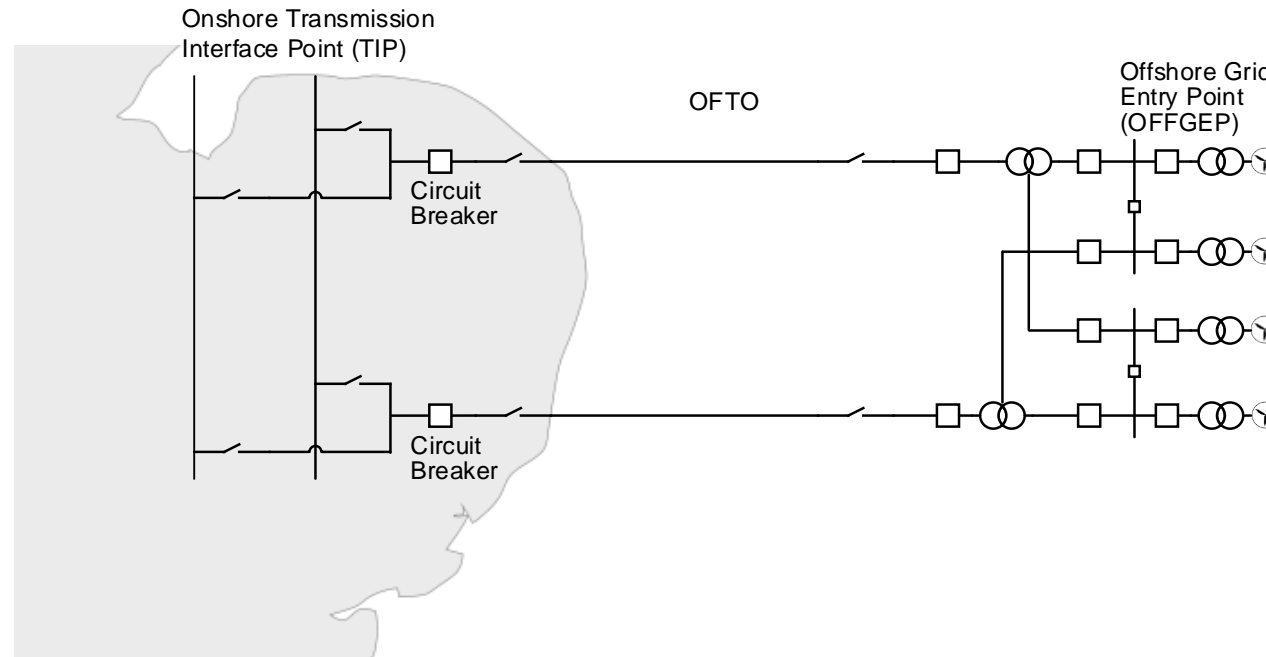 Onshore Transmission
Interface Point (TIP)
OFTO
Offshore Grid
Entry Point
(OFFGEP)
Circuit
Breaker
Circuit
Breaker